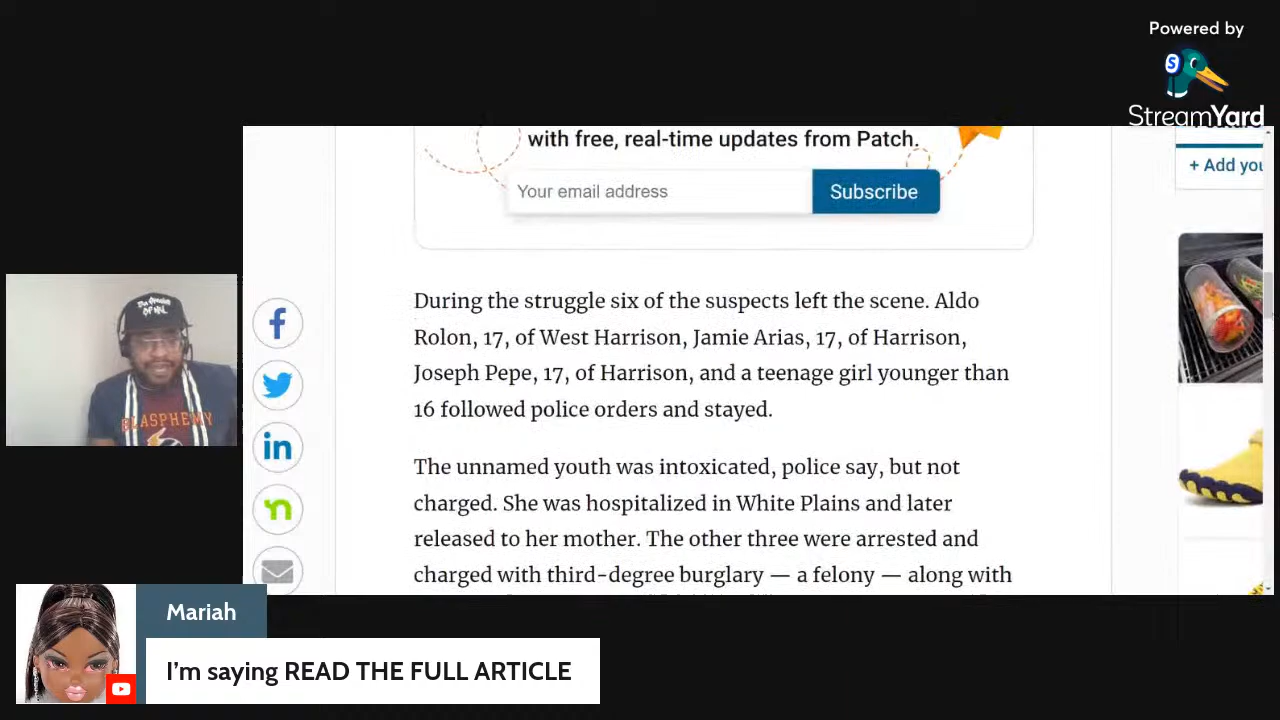 Powered by
StreamYard
with free, real-time updates from Patch.
Your email address
Subscribe
+ Add you
During the struggle six of the suspects left the scene. Aldo
Rolon, 17, of West Harrison, Jamie Arias, 17, of Harrison,
Joseph Pepe, 17, of Harrison, and a teenage girl younger than
16 followed police orders and stayed.
The unnamed youth was intoxicated, police say, but not
charged. She was hospitalized in White Plains and later
released to her mother. The other three were arrested and
charged with third-degree burglary — a felony — along with
BLASPHEMY
Mariah
I'm saying READ THE FULL ARTICLE